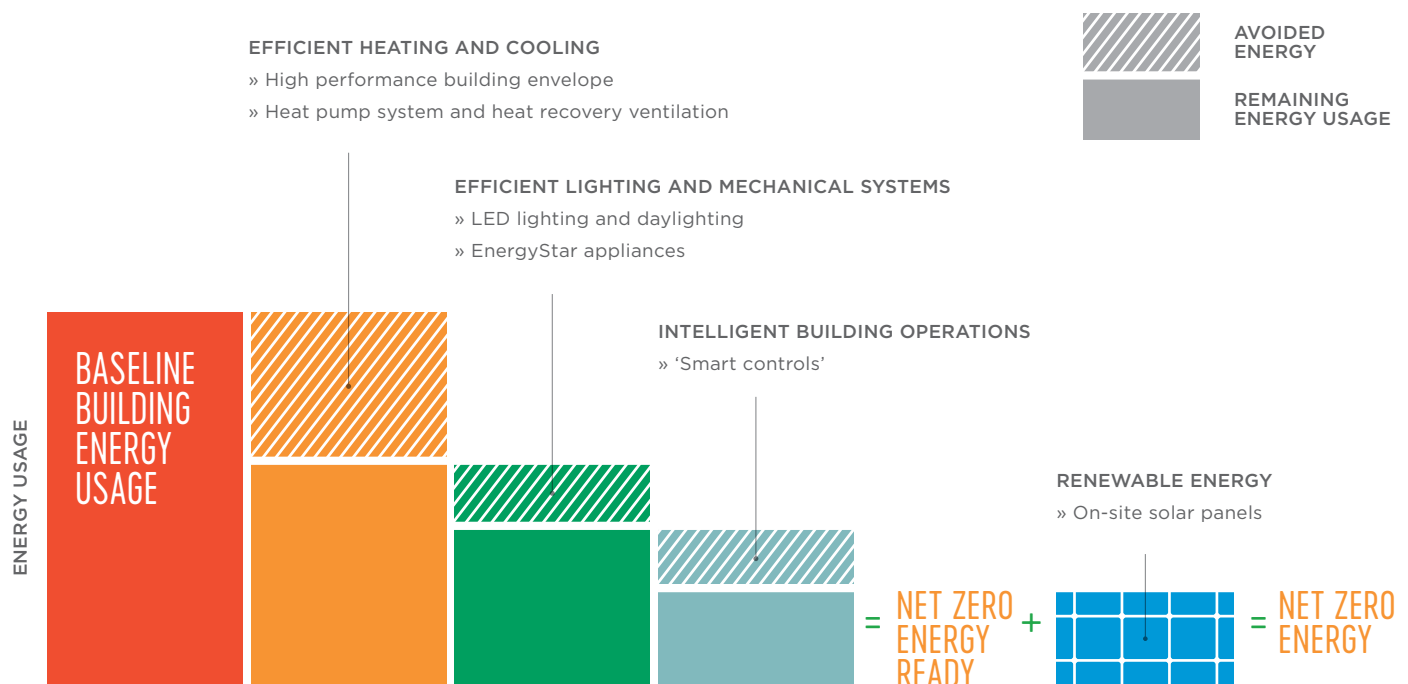 EFFICIENT HEATING AND COOLING
» High performance building envelope
» Heat pump system and heat recovery ventilation
AVOIDED
ENERGY
REMAINING
ENERGY USAGE
EFFICIENT LIGHTING AND MECHANICAL SYSTEMS
» LED lighting and daylighting
» EnergyStar appliances
INTELLIGENT BUILDING OPERATIONS
» ‘Smart controls’
ENERGY USAGE
BASELINE
BUILDING
ENERGY
USAGE
RENEWABLE ENERGY
» On-site solar panels
=
NET ZERO
ENERGY
READY
+
=
NET ZERO
ENERGY